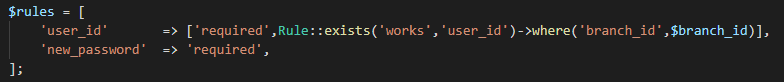 $rules = [
    'user_id'       => ['required',Rule::exists('works','user_id')->where('branch_id',$branch_id)],
    'new_password'  => 'required',
];